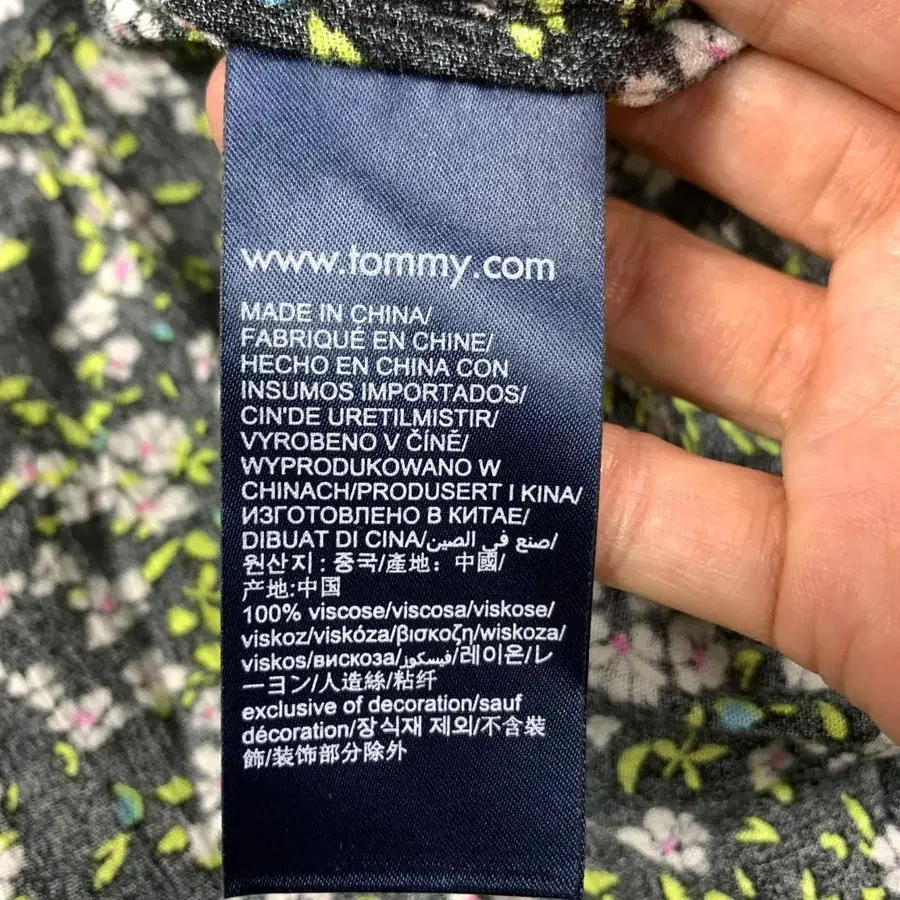 www.tommy.com
MADE IN CHINA/
FABRIQUÉ EN CHINE/
HECHO EN CHINA CON
INSUMOS IMPORTADOS/
CIN'DE URETILMISTIR/
VYROBENO V ČÍNĚ/
WYPRODUKOWANO W
CHINACH/PRODUSERT I KINA/
ИЗГОТОВЛЕНО В КИТАЕ/
DIBUAT DI CINA/صنع في الصين/
원산지 : 중국/產地：中國/
产地:中国
100% viscose/viscosa/viskose/
viskoz/viskóza/βισκοζη/wiskoza/
viskos/вискоза/فيسكوز/레이온/レ
ーヨン/人造絲/粘纤
exclusive of decoration/sauf
décoration/장식재 제외/不含裝
飾/装饰部分除外